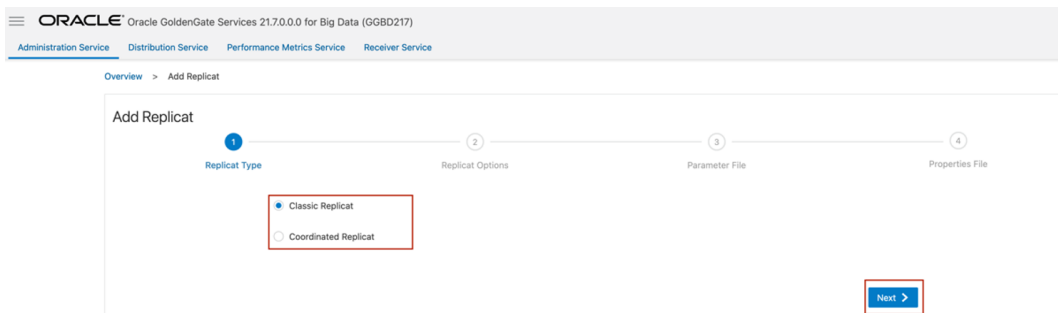 ORACLE Oracle GoldenGate Services 21.7.0.0.0 for Big Data (GGBD217)
Administration Service Distribution Service Performance Metrics Service Receiver Service
Overview > Add Replicat
Add Replicat
1 2 3 4
Replicat Type Replicat Options Parameter File Properties File
Classic Replicat
Coordinated Replicat
Next >